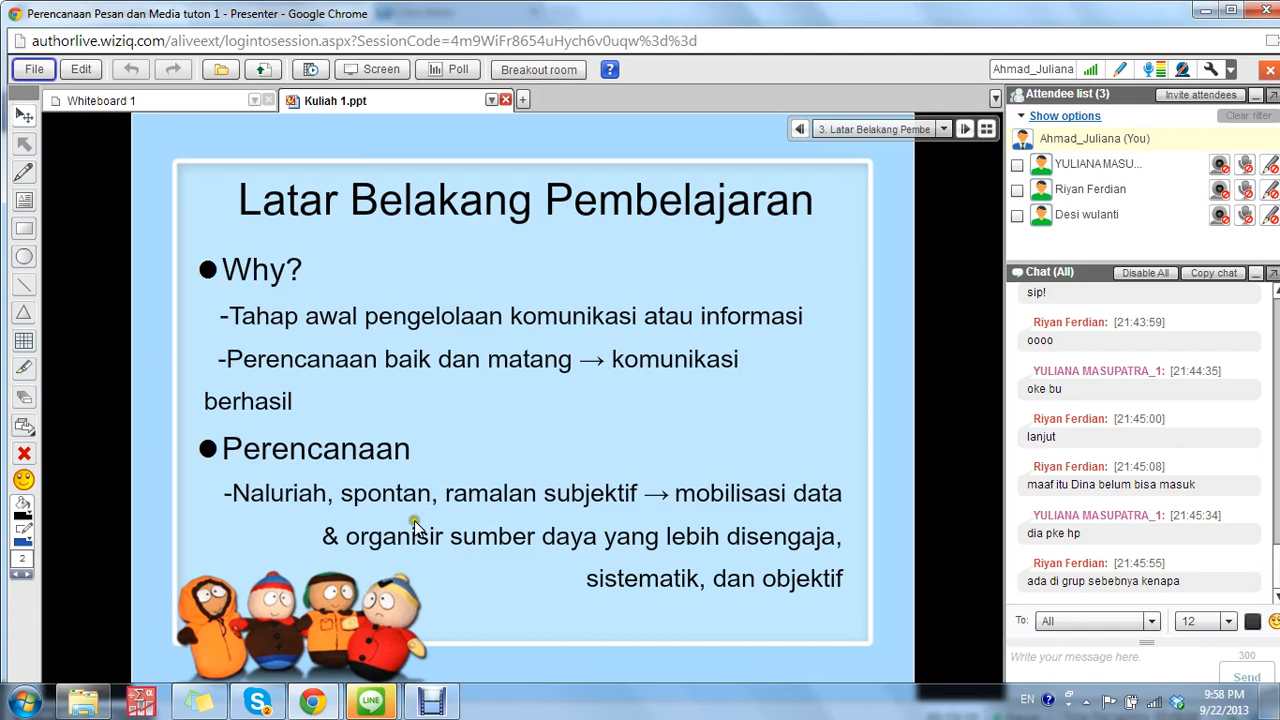 Perencanaan Pesan dan Media tuton 1 - Presenter - Google Chrome
authorlive.wiziq.com/aliveext/logintosession.aspx?SessionCode=4m9WiFr8654uHych6v0uqw%3d%3d
File Edit Screen Poll Breakout room ? Ahmad_Juliana
Whiteboard 1 Kuliah 1.ppt
3. Latar Belakang Pembe
Latar Belakang Pembelajaran
Why?
-Tahap awal pengelolaan komunikasi atau informasi
-Perencanaan baik dan matang → komunikasi
berhasil
Perencanaan
-Naluriah, spontan, ramalan subjektif → mobilisasi data
& organisir sumber daya yang lebih disengaja,
sistematik, dan objektif
2
Attendee list (3) Invite attendees
Show options Clear filter
Ahmad_Juliana (You)
YULIANA MASU...
Riyan Ferdian
Desi wulanti
Chat (All) Disable All Copy chat
sip!
Riyan Ferdian: [21:43:59]
oooo
YULIANA MASUPATRA_1: [21:44:35]
oke bu
Riyan Ferdian: [21:45:00]
lanjut
Riyan Ferdian: [21:45:08]
maaf itu Dina belum bisa masuk
YULIANA MASUPATRA_1: [21:45:34]
dia pke hp
Riyan Ferdian: [21:45:55]
ada di grup sebebnya kenapa
To: All 12
Write your message here. 300
Send
LINE
2
EN
9:58 PM
9/22/2013